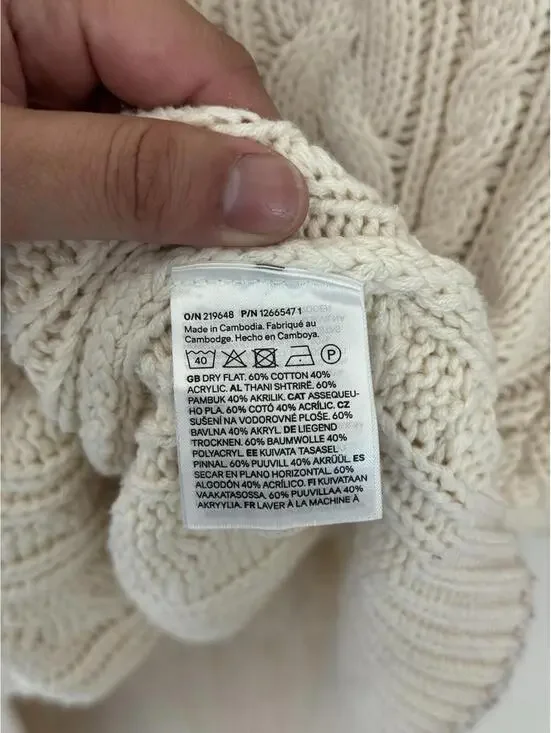 O/N 219648 P/N 12665471
Made in Cambodia. Fabriqué au
Cambodge. Hecho en Camboya.
40 P
GB DRY FLAT. 60% COTTON 40%
ACRYLIC. AL THANI SHTRIRË. 60%
PAMBUK 40% AKRILIK. CAT ASSEQUEU-
HO PLA. 60% COTÓ 40% ACRÍLIC. CZ
SUŠENÍ NA VODOROVNÉ PLOŠE. 60%
BAVLNA 40% AKRYL. DE LIEGEND
TROCKNEN. 60% BAUMWOLLE 40%
POLYACRYL. EE KUIVATA TASASEL
PINNAL. 60% PUUVILL 40% AKRÜÜL. ES
SECAR EN PLANO HORIZONTAL. 60%
ALGODÓN 40% ACRÍLICO. FI KUIVATAAN
VAAKATASOSSA. 60% PUUVILLAA 40%
AKRYYLIA. FR LAVER À LA MACHINE À